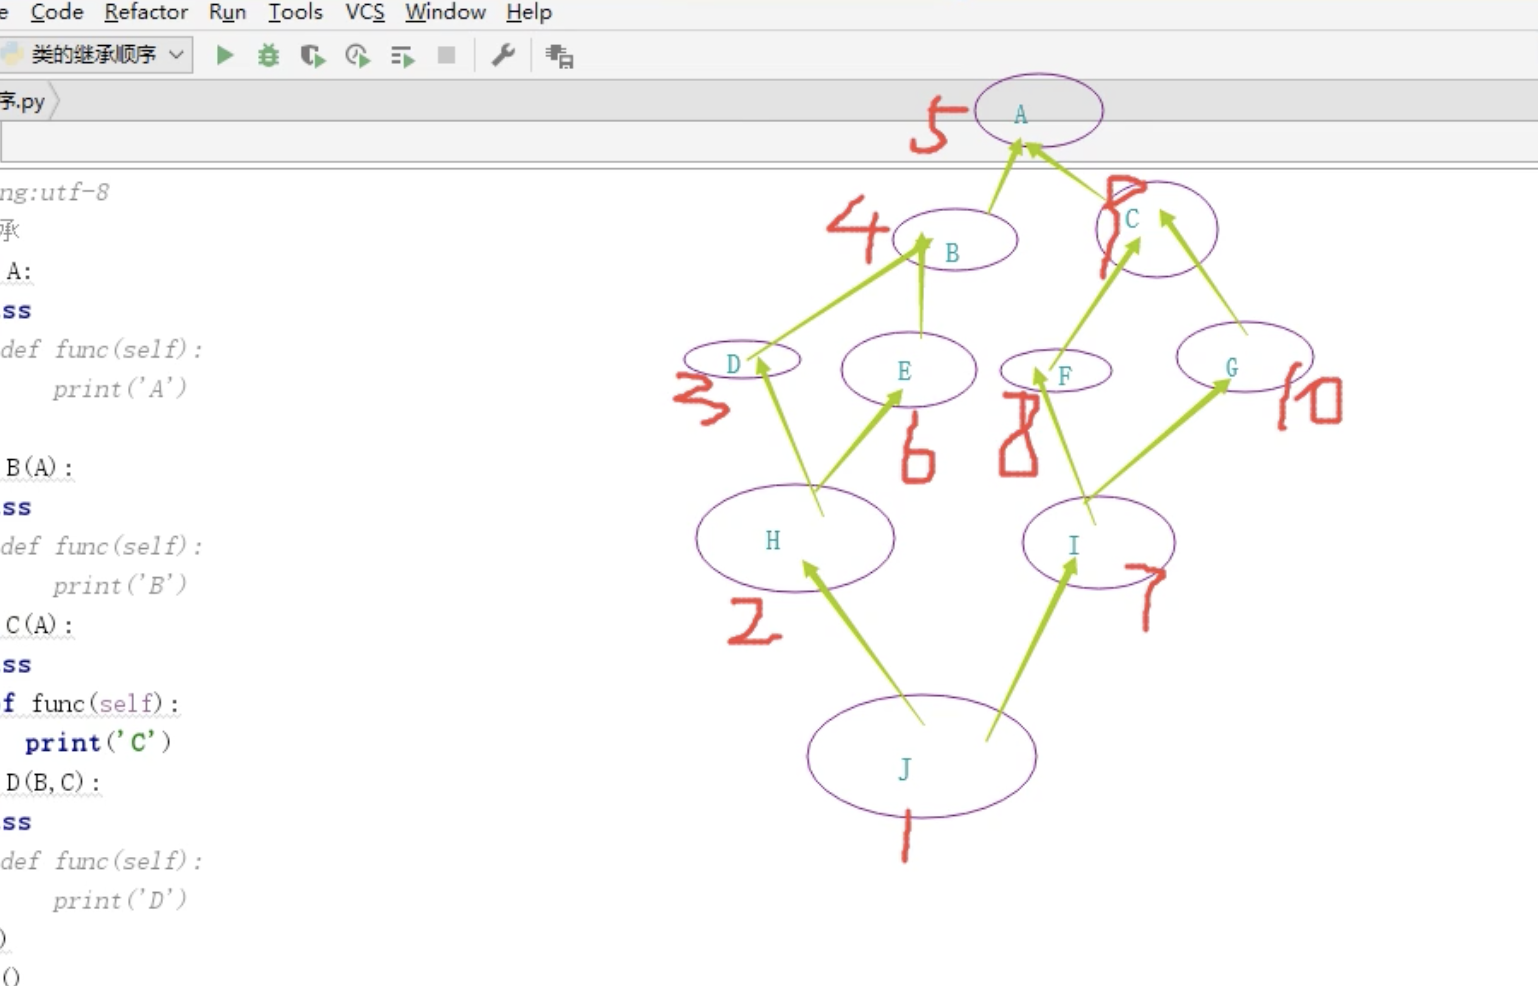 e Code Refactor Run Tools VCS Window Help
类的继承顺序
序.py
ng:utf-8
承
A:
ss
def func(self):
print('A')
B(A):
ss
def func(self):
print('B')
C(A):
ss
f func(self):
print('C')
D(B,C):
ss
def func(self):
print('D')
)
()
5 A
4 B
C
D E F G
3 6 8 10
H I
2 7
J
1